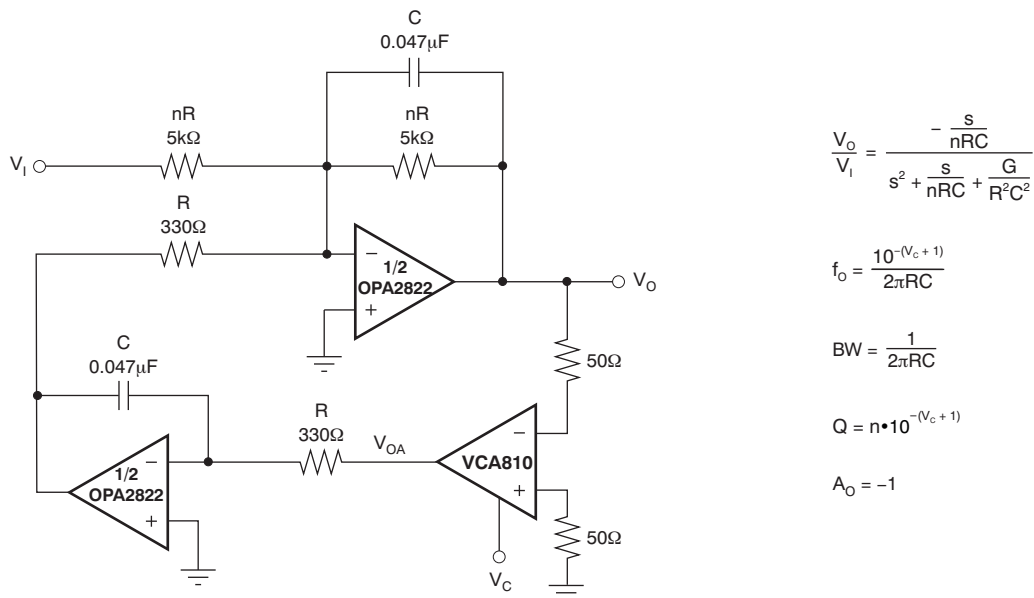 C
0.047μF
nR
5kΩ
nR
5kΩ
V_I
R
330Ω
−
1/2
OPA2822
+
V_O
C
0.047μF
50Ω
R
330Ω
V_OA
−
VCA810
+
−
1/2
OPA2822
+
50Ω
V_C
V_O/V_I = (− s/nRC)/(s² + s/nRC + G/R²C²)
f_O = 10^−(V_C + 1)/2πRC
BW = 1/2πRC
Q = n•10^−(V_C + 1)
A_O = −1